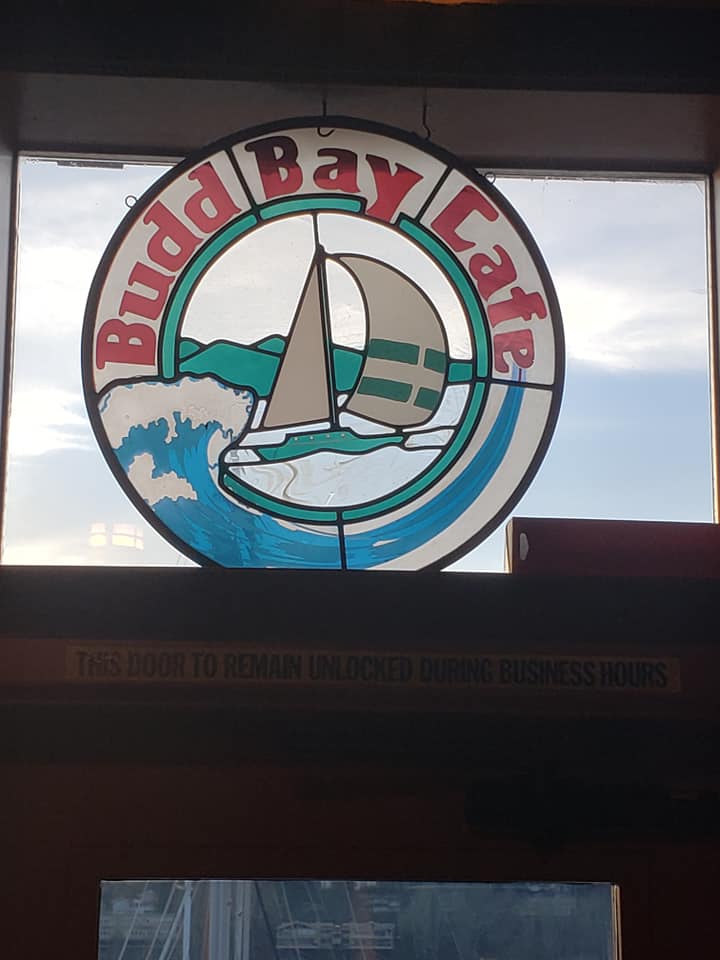 Budd Bay Cafe
THIS DOOR TO REMAIN UNLOCKED DURING BUSINESS HOURS